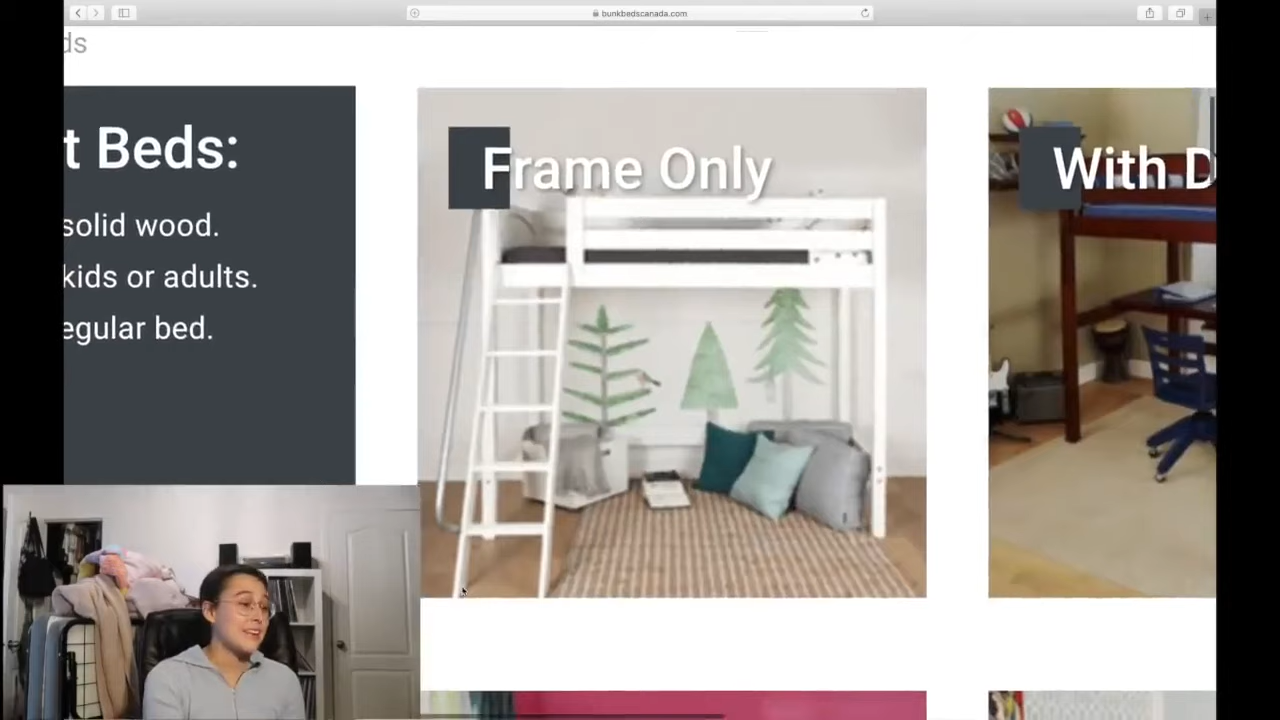 bunkbedscanada.com
ds
t Beds:
solid wood.
kids or adults.
egular bed.
Frame Only
With D